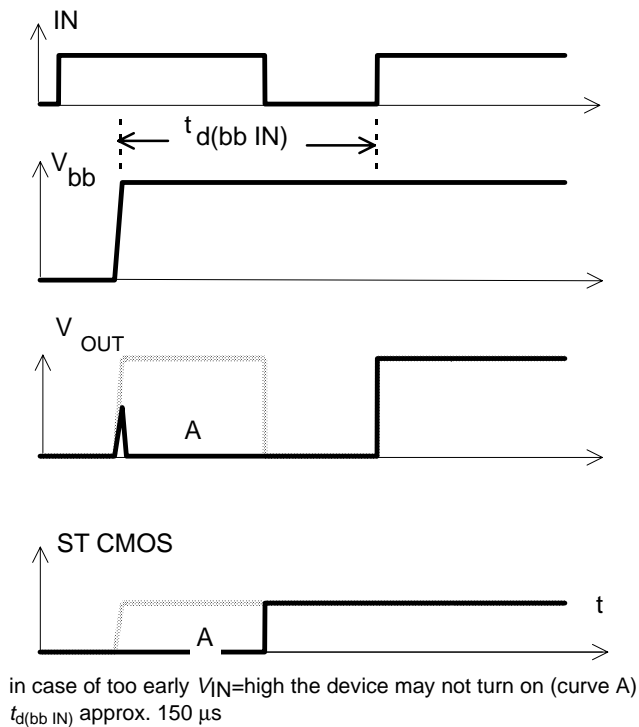 IN
t d(bb IN)
V bb
V OUT
A
ST CMOS
t
A
in case of too early VIN=high the device may not turn on (curve A)
td(bb IN) approx. 150 µs